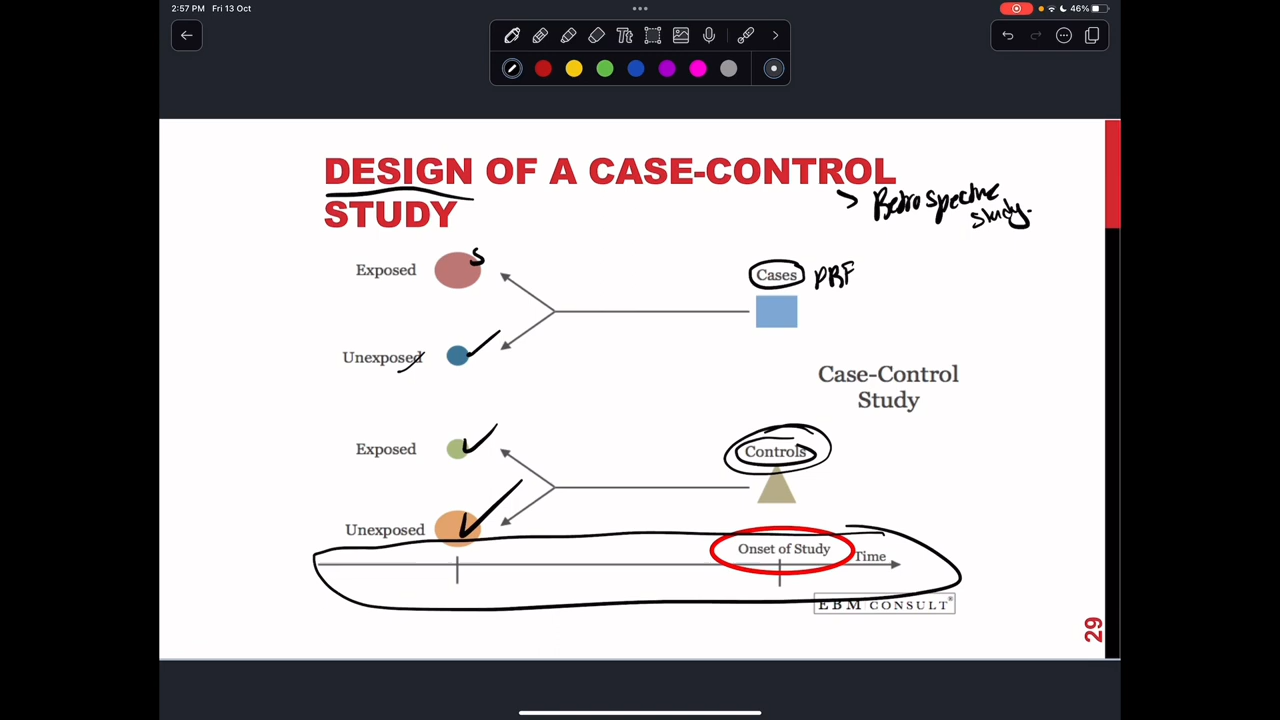 2:57 PM Fri 13 Oct
46%
Tt
DESIGN OF A CASE-CONTROL
STUDY
> Retrospective
study.
Exposed
Cases
Unexposed
Case-Control
Study
Exposed
Controls
Unexposed
Onset of Study
Time
EBM CONSULT®
29